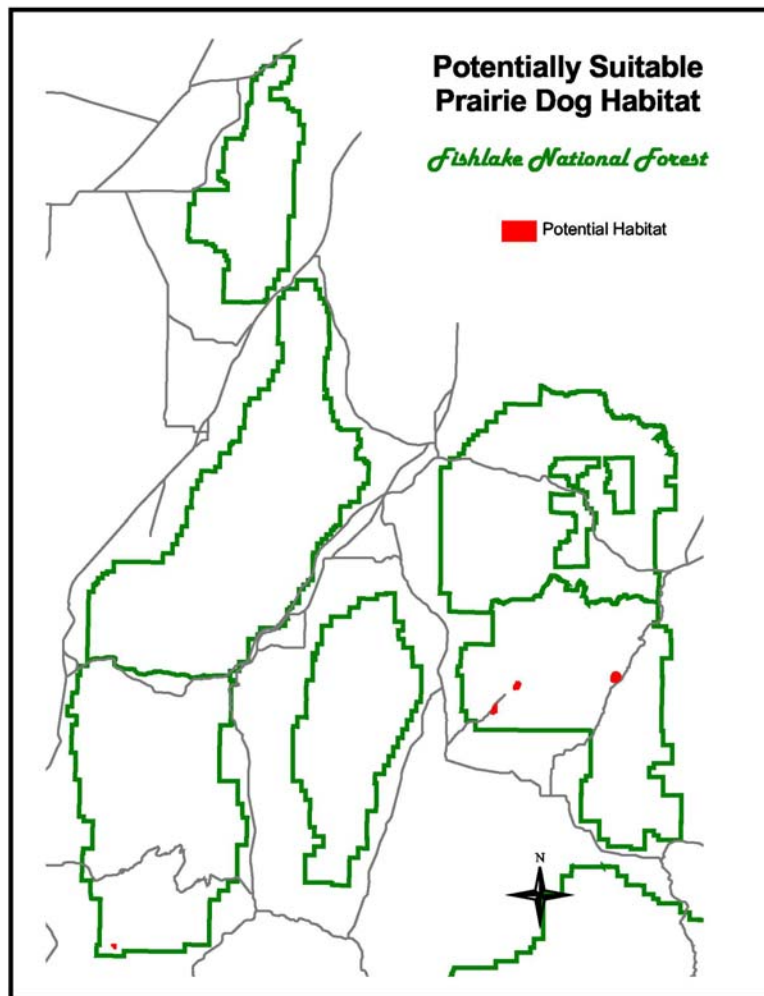 Potentially Suitable
Prairie Dog Habitat
Fishlake National Forest
Potential Habitat
N